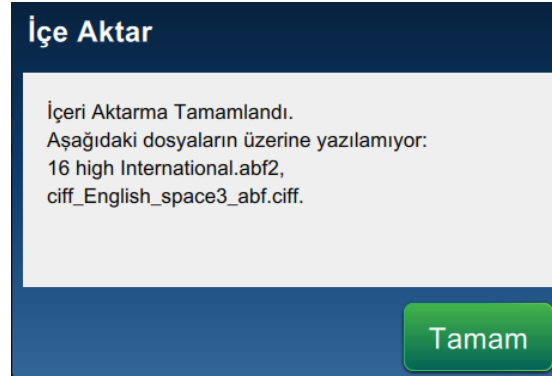 İçe Aktar
İçeri Aktarma Tamamlandı.
Aşağıdaki dosyaların üzerine yazılamıyor:
16 high International.abf2,
ciff_English_space3_abf.ciff.
Tamam